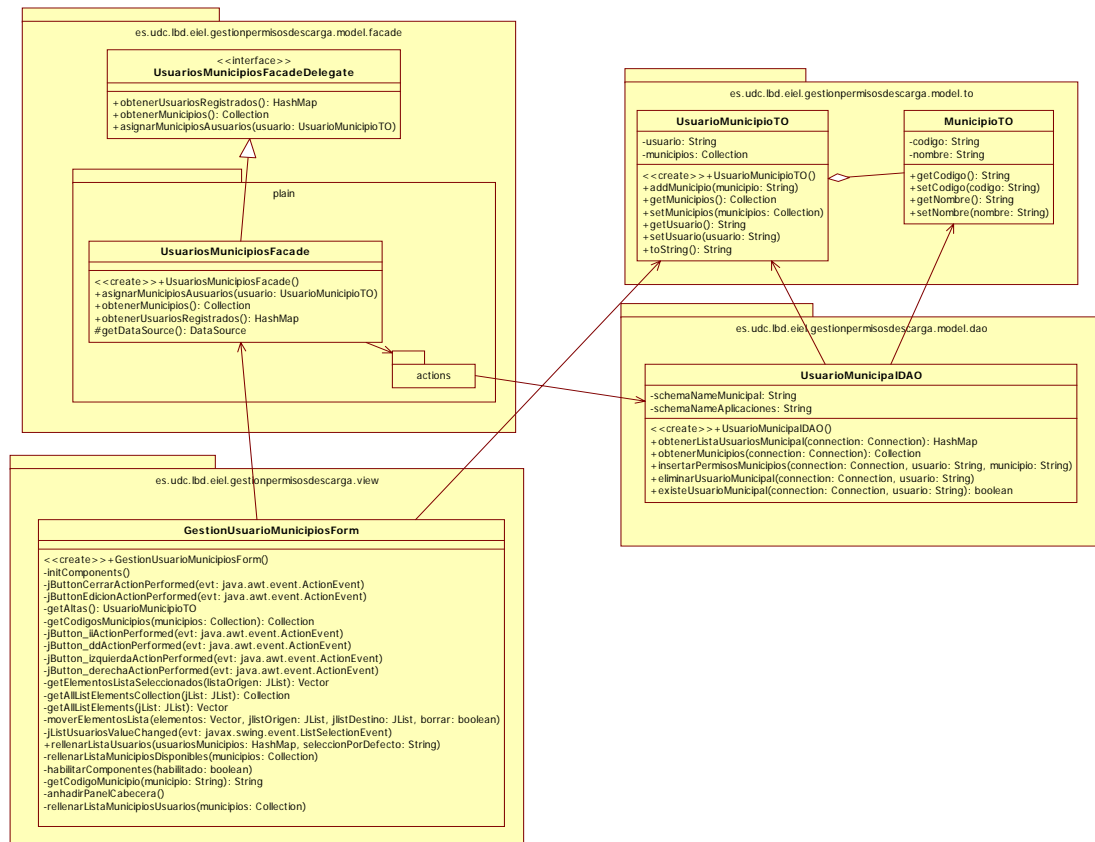 es.udc.lbd.eiel.gestionpermisosdescarga.model.facade
<<interface>>
UsuariosMunicipiosFacadeDelegate
+obtenerUsuariosRegistrados(): HashMap
+obtenerMunicipios(): Collection
+asignarMunicipiosAusuarios(usuario: UsuarioMunicipioTO)
plain
UsuariosMunicipiosFacade
<<create>>+UsuariosMunicipiosFacade()
+asignarMunicipiosAusuarios(usuario: UsuarioMunicipioTO)
+obtenerMunicipios(): Collection
+obtenerUsuariosRegistrados(): HashMap
#getDataSource(): DataSource
actions
es.udc.lbd.eiel.gestionpermisosdescarga.model.to
UsuarioMunicipioTO
-usuario: String
-municipios: Collection
<<create>>+UsuarioMunicipioTO()
+addMunicipio(municipio: String)
+getMunicipios(): Collection
+setMunicipios(municipios: Collection)
+getUsuario(): String
+setUsuario(usuario: String)
+toString(): String
MunicipioTO
-codigo: String
-nombre: String
+getCodigo(): String
+setCodigo(codigo: String)
+getNombre(): String
+setNombre(nombre: String)
es.udc.lbd.eiel.gestionpermisosdescarga.model.dao
UsuarioMunicipalDAO
-schemaNameMunicipal: String
-schemaNameAplicaciones: String
<<create>>+UsuarioMunicipalDAO()
+obtenerListaUsuariosMunicipal(connection: Connection): HashMap
+obtenerMunicipios(connection: Connection): Collection
+insertarPermisosMunicipios(connection: Connection, usuario: String, municipio: String)
+eliminarUsuarioMunicipal(connection: Connection, usuario: String)
+existeUsuarioMunicipal(connection: Connection, usuario: String): boolean
es.udc.lbd.eiel.gestionpermisosdescarga.view
GestionUsuarioMunicipiosForm
<<create>>+GestionUsuarioMunicipiosForm()
-initComponents()
-jButtonCerrarActionPerformed(evt: java.awt.event.ActionEvent)
-jButtonEdicionActionPerformed(evt: java.awt.event.ActionEvent)
-getAltas(): UsuarioMunicipioTO
-getCodigosMunicipios(municipios: Collection): Collection
-jButton_iiActionPerformed(evt: java.awt.event.ActionEvent)
-jButton_ddActionPerformed(evt: java.awt.event.ActionEvent)
-jButton_izquierdaActionPerformed(evt: java.awt.event.ActionEvent)
-jButton_derechaActionPerformed(evt: java.awt.event.ActionEvent)
-getElementosListaSeleccionados(listaOrigen: JList): Vector
-getAllListElementsCollection(jList: JList): Collection
-getAllListElements(jList: JList): Vector
-moverElementosLista(elementos: Vector, jlistOrigen: JList, jlistDestino: JList, borrar: boolean)
-jListUsuariosValueChanged(evt: javax.swing.event.ListSelectionEvent)
+rellenarListaUsuarios(usuariosMunicipios: HashMap, seleccionPorDefecto: String)
-rellenarListaMunicipiosDisponibles(municipios: Collection)
-habilitarComponentes(habilitado: boolean)
-getCodigoMunicipio(municipio: String): String
-anhadirPanelCabecera()
-rellenarListaMunicipiosUsuarios(municipios: Collection)